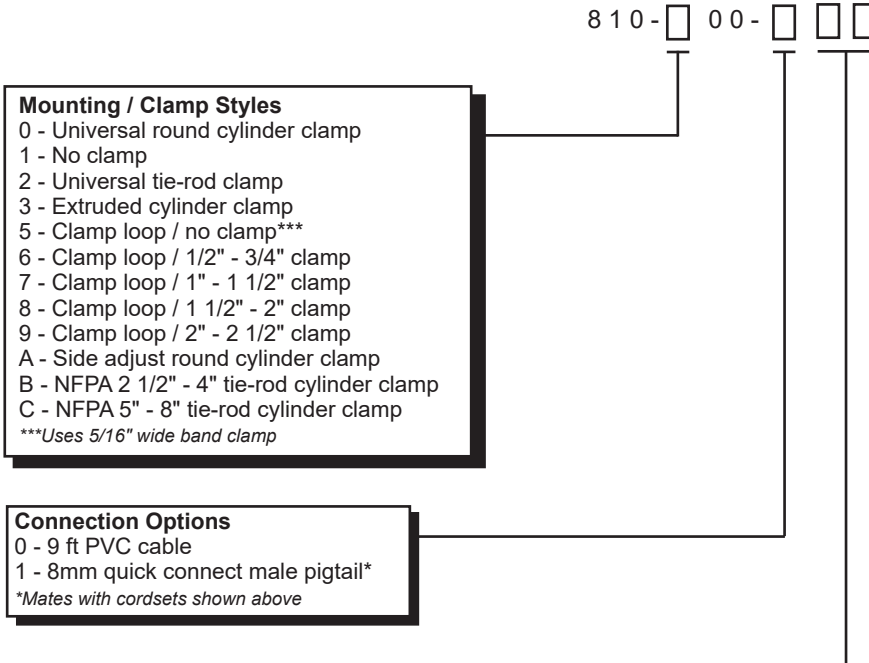 810-□ 00-□ □□
Mounting / Clamp Styles
0 - Universal round cylinder clamp
1 - No clamp
2 - Universal tie-rod clamp
3 - Extruded cylinder clamp
5 - Clamp loop / no clamp***
6 - Clamp loop / 1/2" - 3/4" clamp
7 - Clamp loop / 1" - 1 1/2" clamp
8 - Clamp loop / 1 1/2" - 2" clamp
9 - Clamp loop / 2" - 2 1/2" clamp
A - Side adjust round cylinder clamp
B - NFPA 2 1/2" - 4" tie-rod cylinder clamp
C - NFPA 5" - 8" tie-rod cylinder clamp
***Uses 5/16" wide band clamp
Connection Options
0 - 9 ft PVC cable
1 - 8mm quick connect male pigtail*
*Mates with cordsets shown above